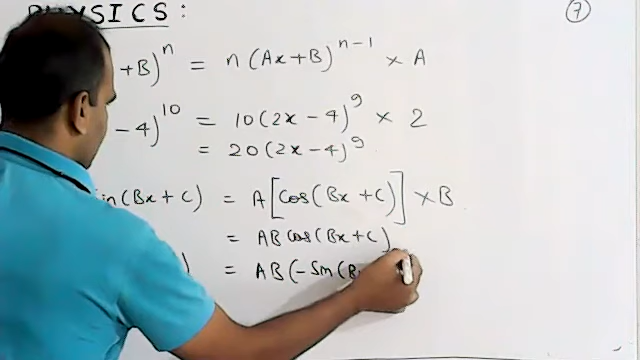 PHYSICS: 7
+B)^n = n(Ax+B)^{n-1} × A
-4)^10 = 10(2x-4)^9 × 2
= 20(2x-4)^9
in(Bx+C) = A[Cos(Bx+C)] × B
= AB Cos(Bx+C)
) = AB(-Sin(B